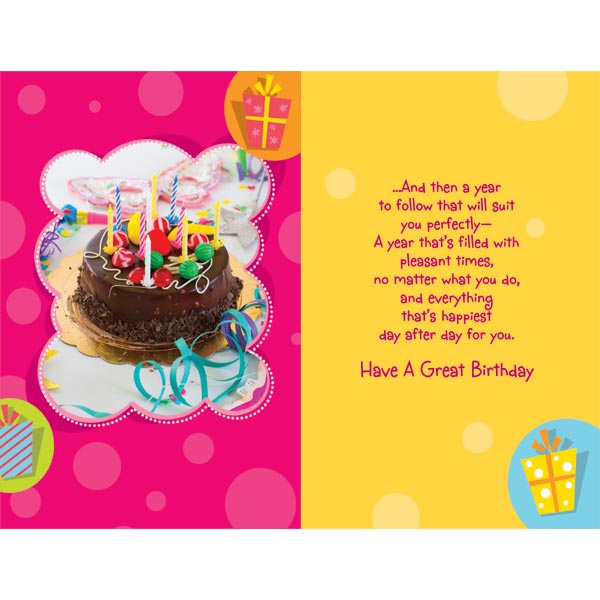 ...And then a year
to follow that will suit
you perfectly—
A year that's filled with
pleasant times,
no matter what you do,
and everything
that's happiest
day after day for you.
Have A Great Birthday